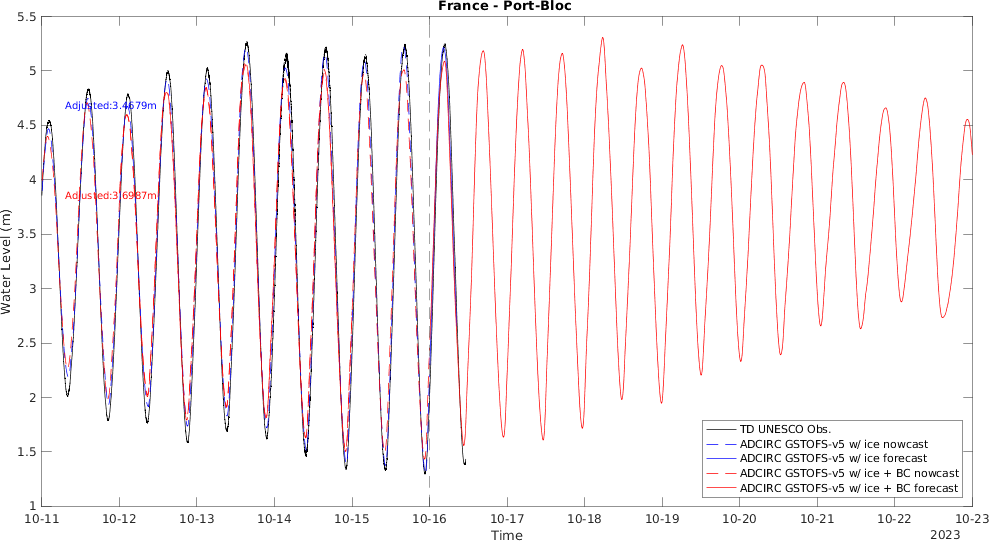 France - Port-Bloc
5.5
5
4.5
4
3.5
3
2.5
2
1.5
1
Water Level (m)
Adjusted:3.4679m
Adjusted:3.6987m
TD UNESCO Obs.
ADCIRC GSTOFS-v5 w/ ice nowcast
ADCIRC GSTOFS-v5 w/ ice forecast
ADCIRC GSTOFS-v5 w/ ice + BC nowcast
ADCIRC GSTOFS-v5 w/ ice + BC forecast
10-11 10-12 10-13 10-14 10-15 10-16 10-17 10-18 10-19 10-20 10-21 10-22 10-23
Time
2023